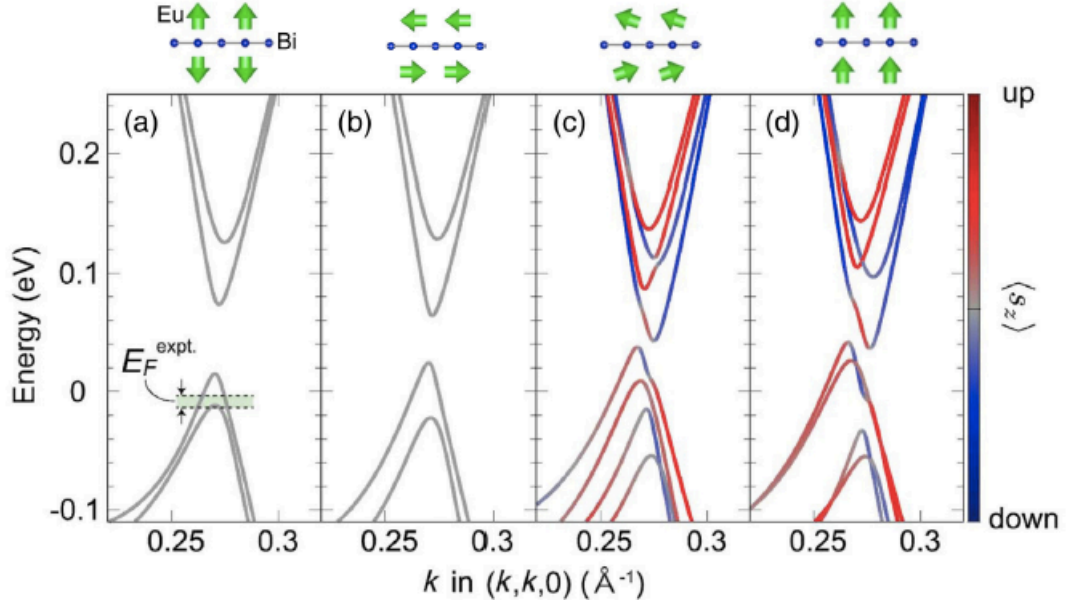 Eu
Bi
(a) (b) (c) (d)
up
0.2
0.1
Energy (eV)
E_F^expt.
0
⟨s_z⟩
-0.1
down
0.25 0.3 0.25 0.3 0.25 0.3 0.25 0.3
k in (k,k,0) (Å⁻¹)